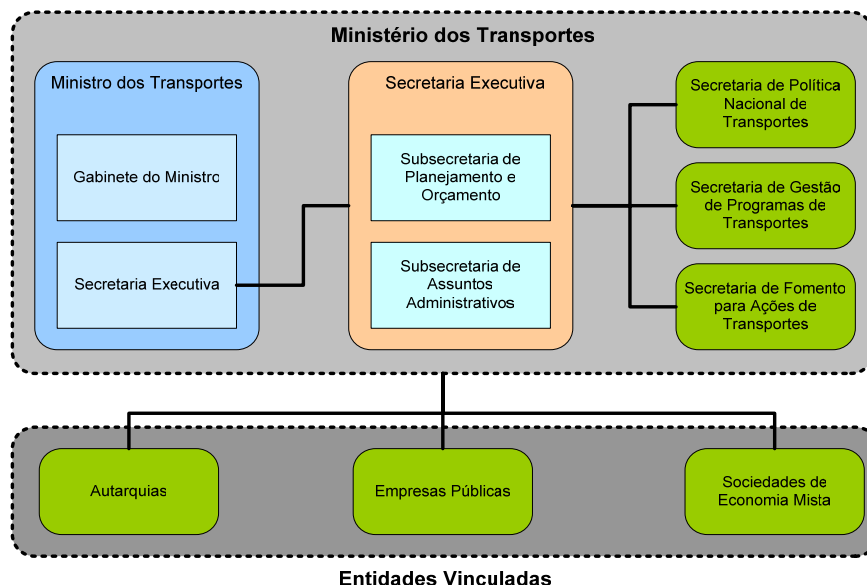 Ministério dos Transportes
Ministro dos Transportes
Gabinete do Ministro
Secretaria Executiva
Secretaria Executiva
Subsecretaria de
Planejamento e
Orçamento
Subsecretaria de
Assuntos
Administrativos
Secretaria de Política
Nacional de
Transportes
Secretaria de Gestão
de Programas de
Transportes
Secretaria de Fomento
para Ações de
Transportes
Autarquias
Empresas Públicas
Sociedades de
Economia Mista
Entidades Vinculadas